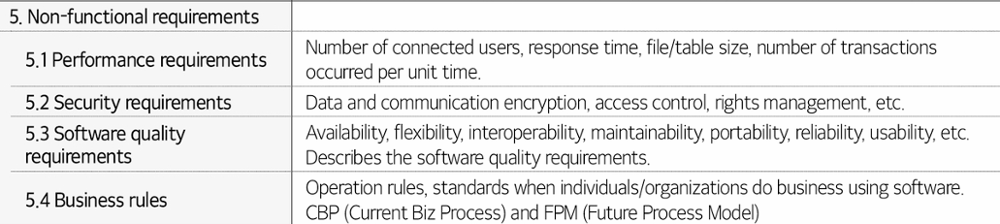 5. Non-functional requirements
5.1 Performance requirements
Number of connected users, response time, file/table size, number of transactions
occurred per unit time.
5.2 Security requirements
Data and communication encryption, access control, rights management, etc.
5.3 Software quality
requirements
Availability, flexibility, interoperability, maintainability, portability, reliability, usability, etc.
Describes the software quality requirements.
5.4 Business rules
Operation rules, standards when individuals/organizations do business using software.
CBP (Current Biz Process) and FPM (Future Process Model)